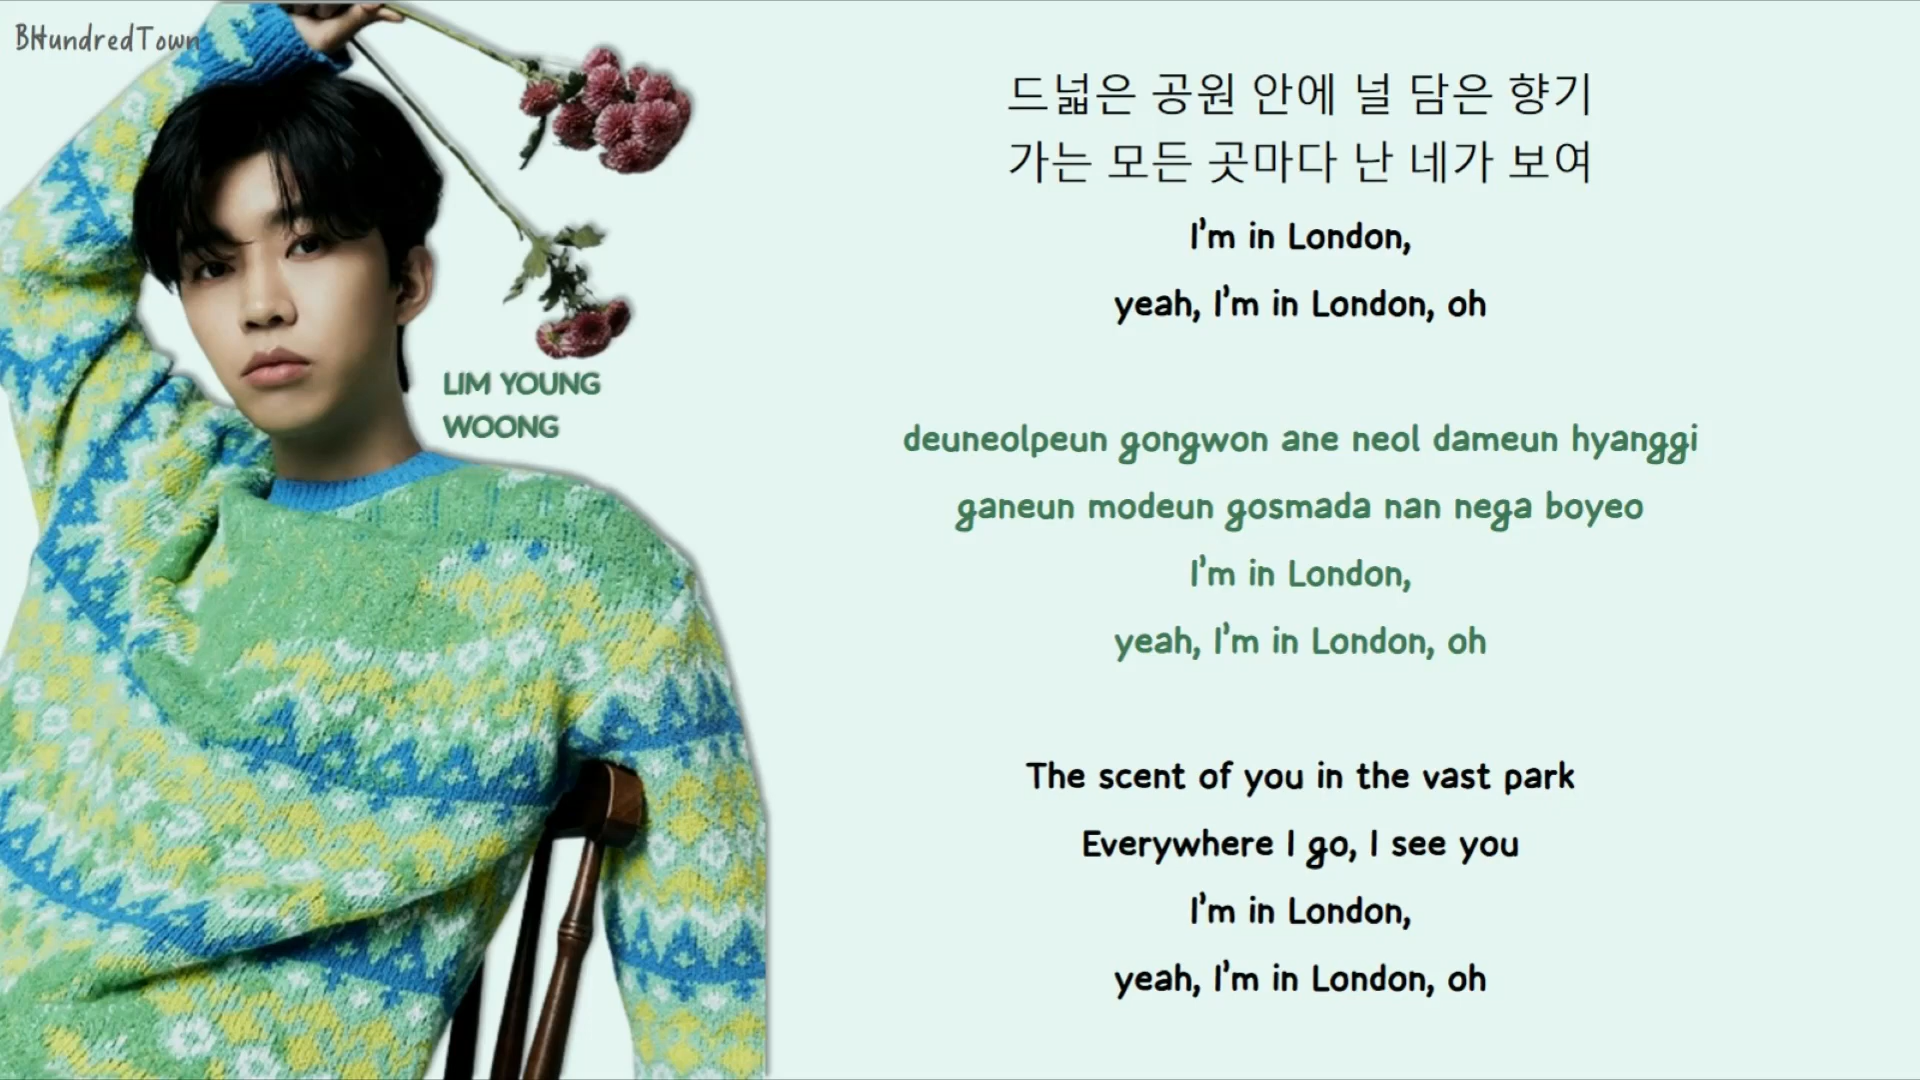 BHundredTown
LIM YOUNG
WOONG
드넓은 공원 안에 널 담은 향기
가는 모든 곳마다 난 네가 보여
I'm in London,
yeah, I'm in London, oh
deuneolpeun gongwon ane neol dameun hyanggi
ganeun modeun gosmada nan nega boyeo
I'm in London,
yeah, I'm in London, oh
The scent of you in the vast park
Everywhere I go, I see you
I'm in London,
yeah, I'm in London, oh